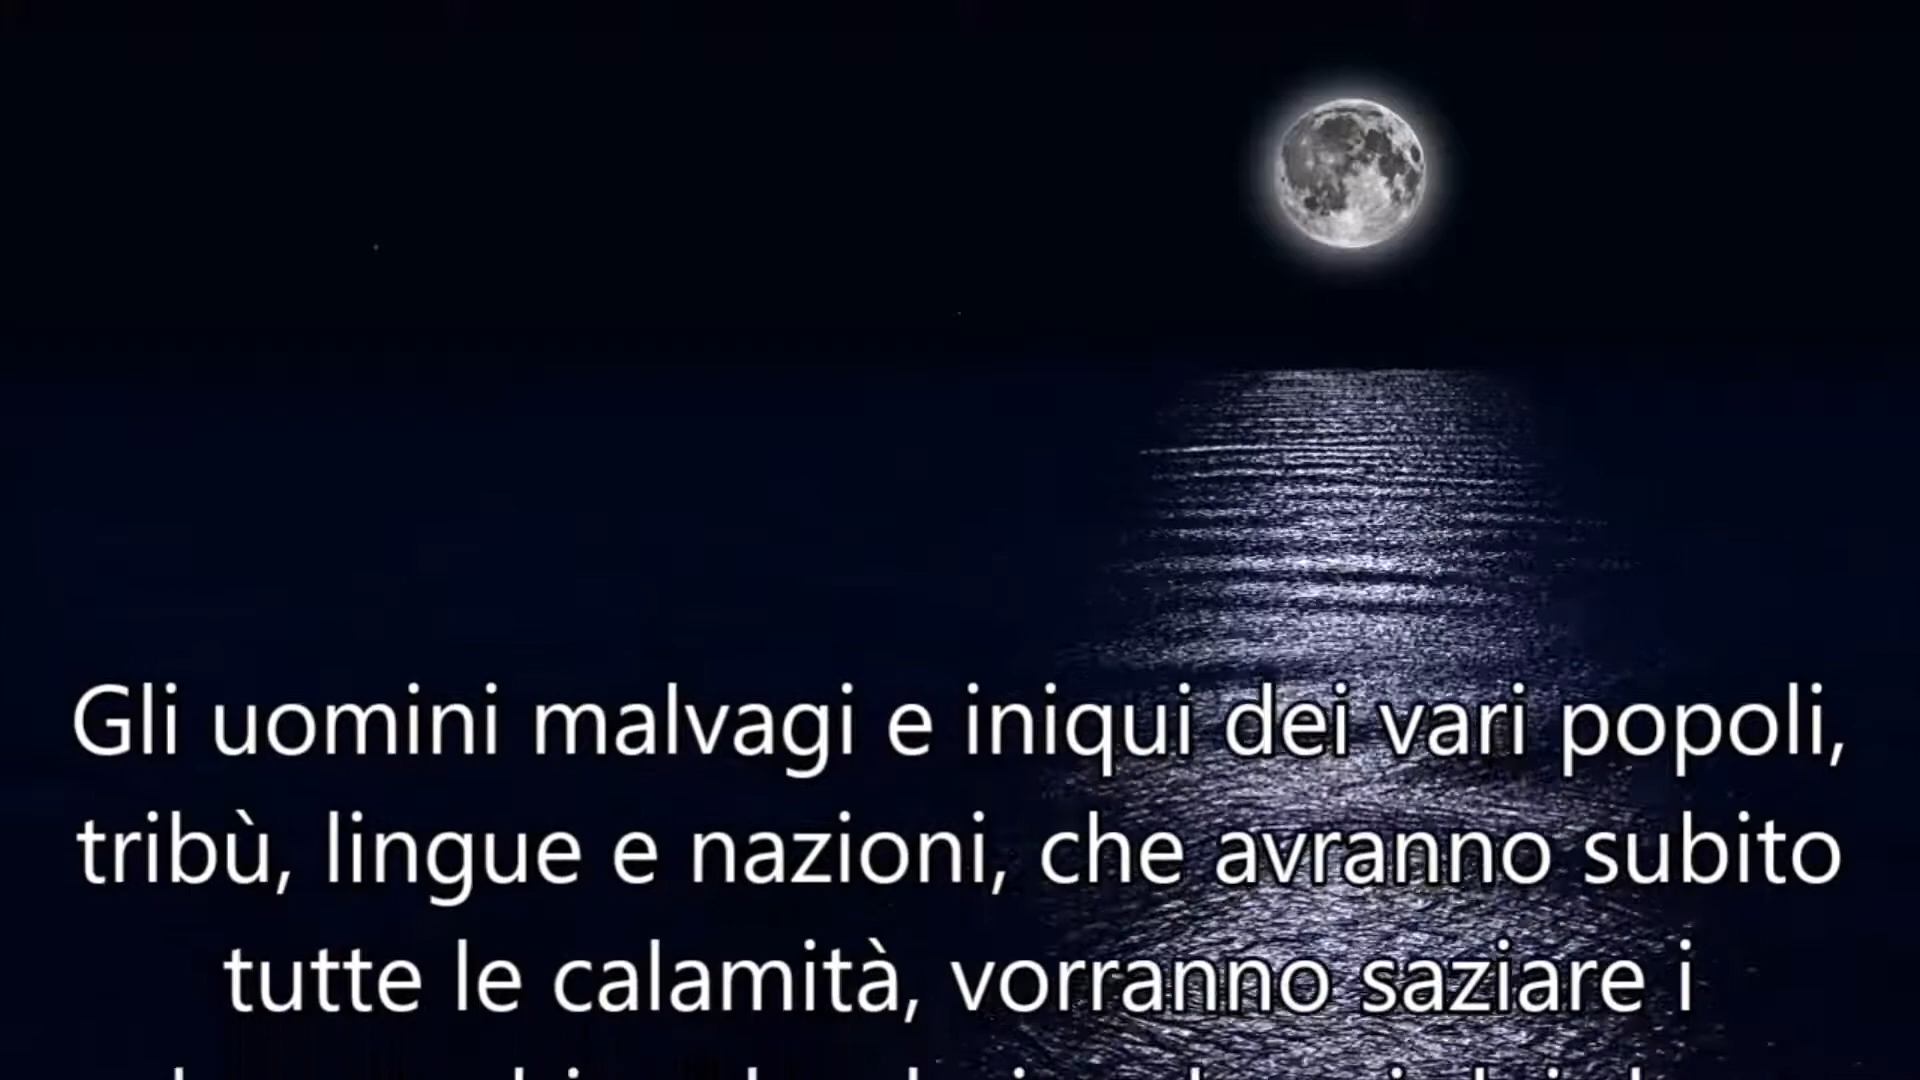 Gli uomini malvagi e iniqui dei vari popoli,
tribù, lingue e nazioni, che avranno subito
tutte le calamità, vorranno saziare i